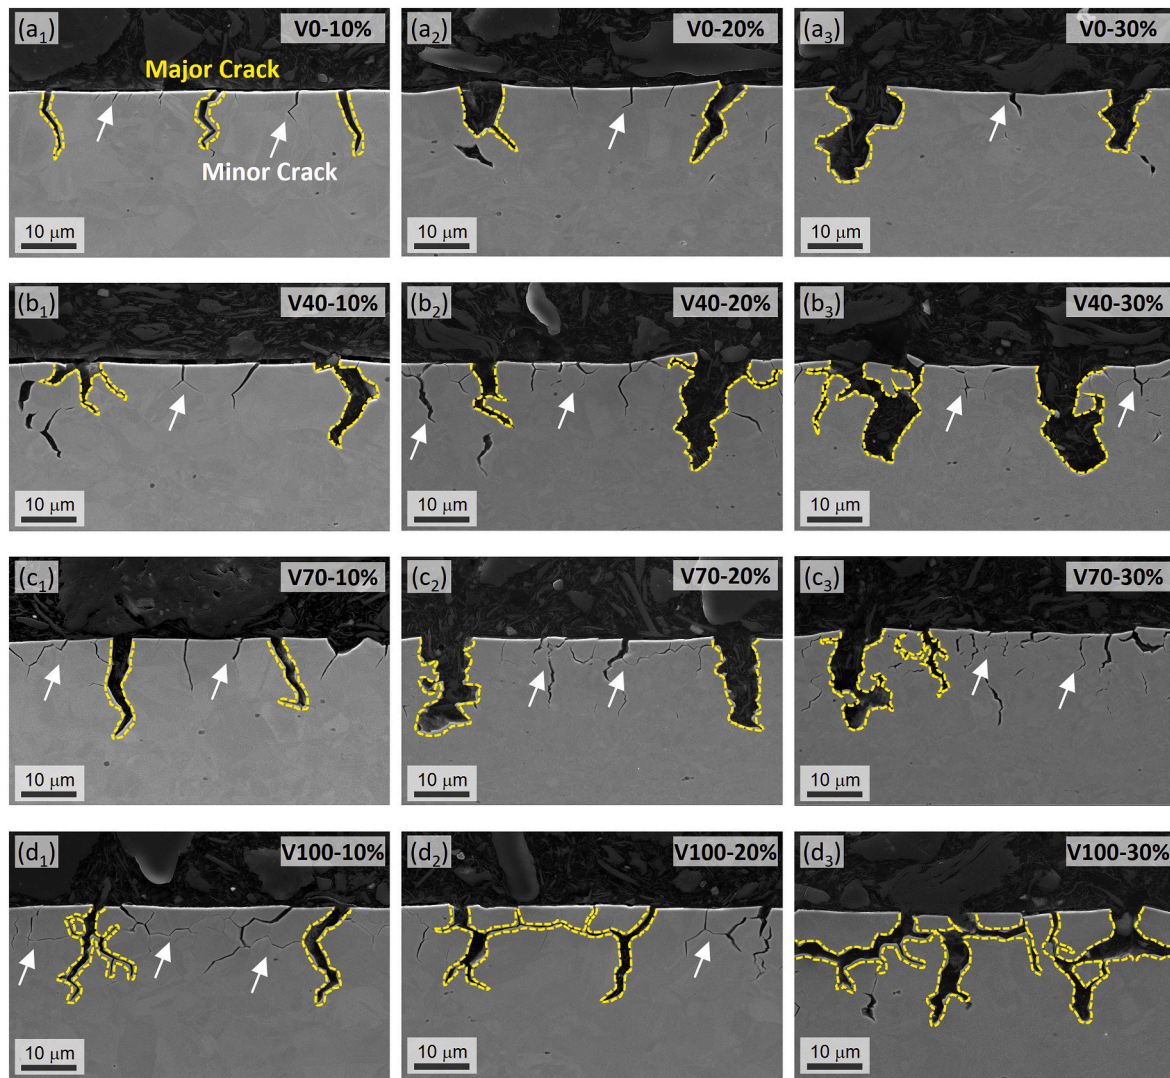 (a₁) V0-10%
Major Crack
Minor Crack
10 μm
(a₂) V0-20%
10 μm
(a₃) V0-30%
10 μm
(b₁) V40-10%
10 μm
(b₂) V40-20%
10 μm
(b₃) V40-30%
10 μm
(c₁) V70-10%
10 μm
(c₂) V70-20%
10 μm
(c₃) V70-30%
10 μm
(d₁) V100-10%
10 μm
(d₂) V100-20%
10 μm
(d₃) V100-30%
10 μm